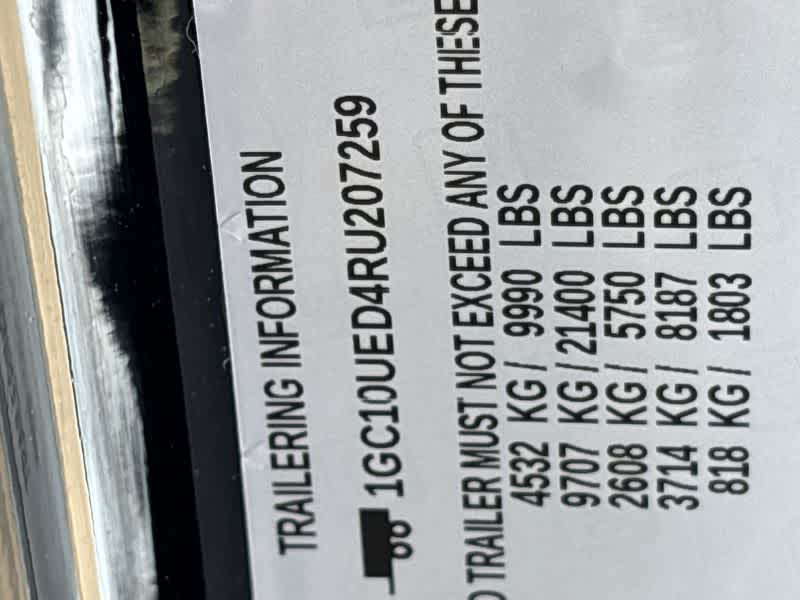 TRAILERING INFORMATION
1GC10UED4RU207259
TRAILER MUST NOT EXCEED ANY OF THESE
4532 KG / 9990 LBS
9707 KG / 21400 LBS
2608 KG / 5750 LBS
3714 KG / 8187 LBS
818 KG / 1803 LBS